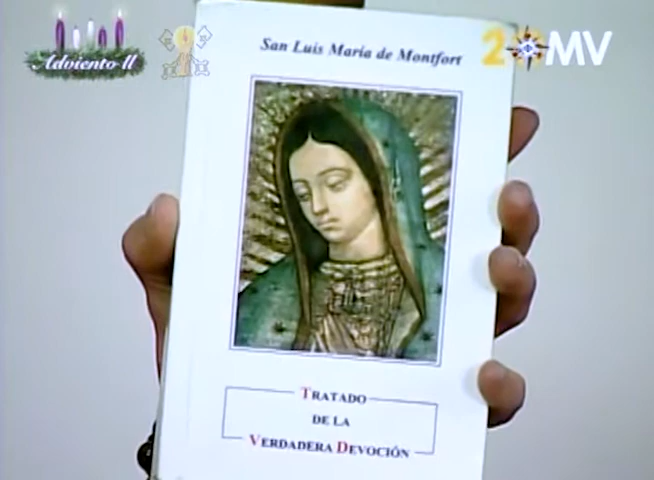 Adviento II
20MV
San Luis María de Montfort
TRATADO
DE LA
VERDADERA DEVOCIÓN